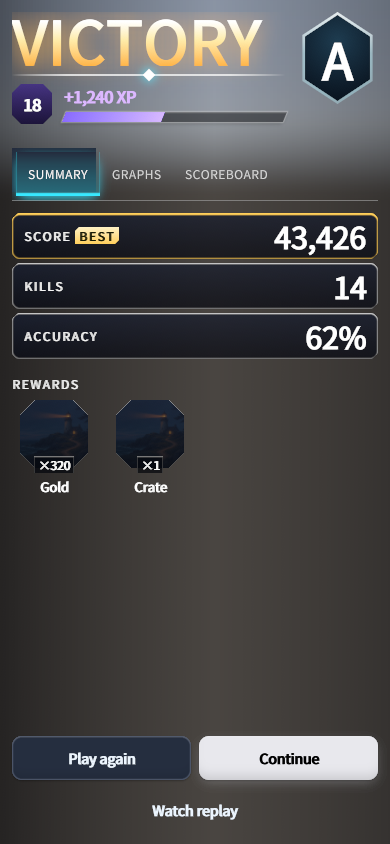 VICTORY
A
18
+1,240 XP
SUMMARY GRAPHS SCOREBOARD
SCORE BEST 43,426
KILLS 14
ACCURACY 62%
REWARDS
×320 ×1
Gold Crate
Play again Continue
Watch replay